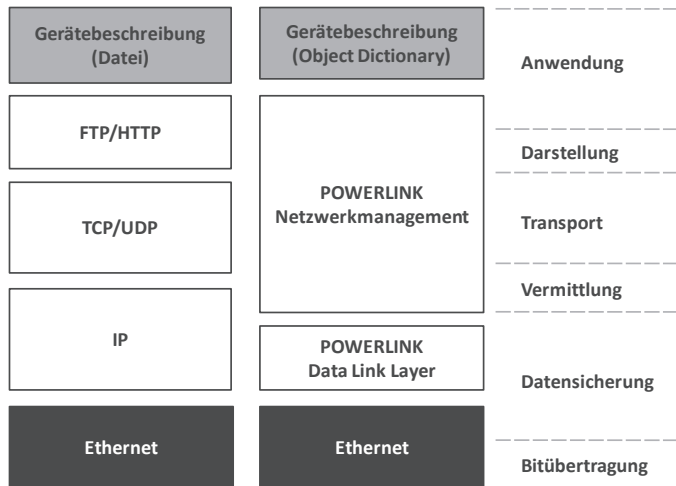 Gerätebeschreibung
(Datei)
FTP/HTTP
TCP/UDP
IP
Ethernet
Gerätebeschreibung
(Object Dictionary)
POWERLINK
Netzwerkmanagement
POWERLINK
Data Link Layer
Ethernet
Anwendung
Darstellung
Transport
Vermittlung
Datensicherung
Bitübertragung